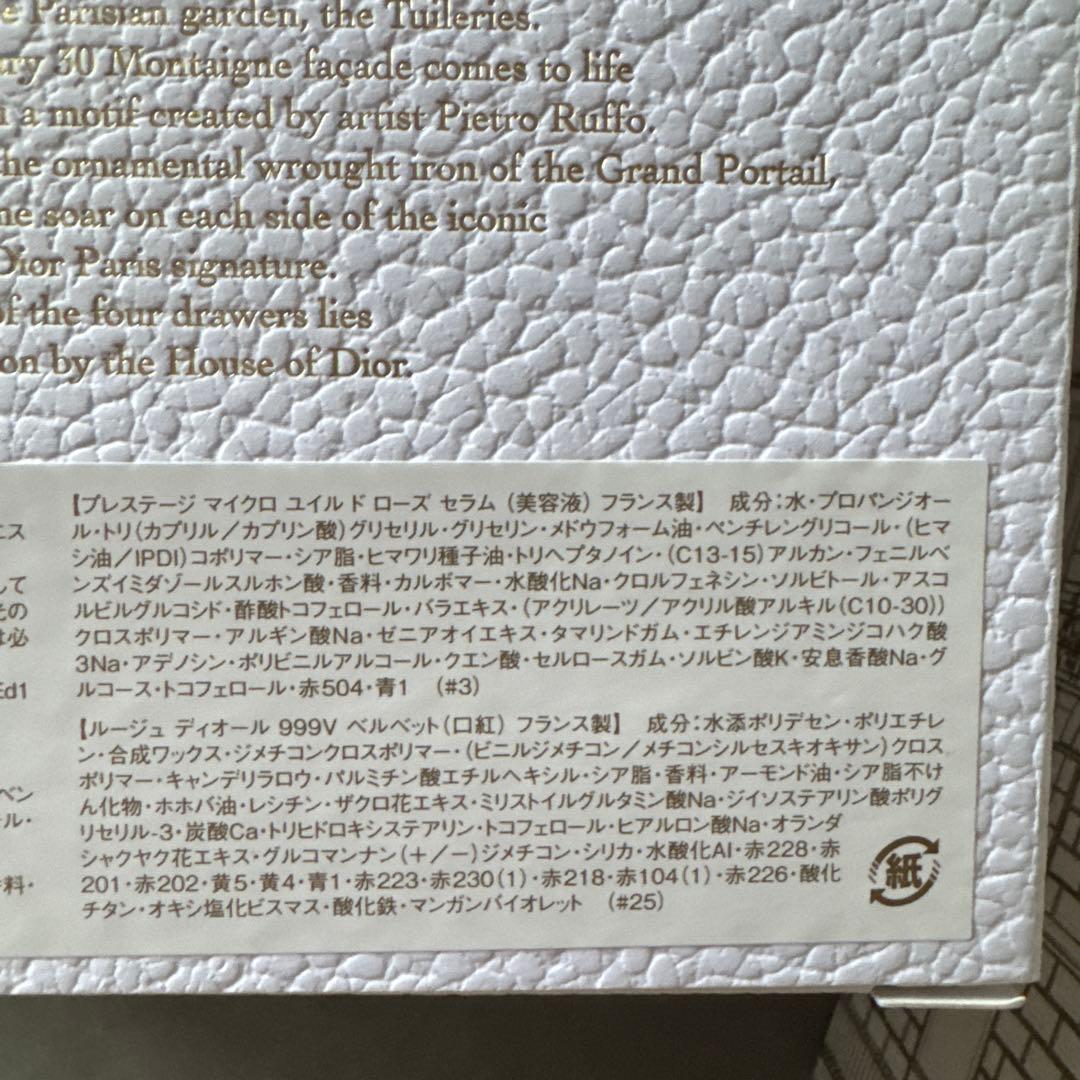 Parisian garden, the Tuileries.
30 Montaigne façade comes to life
a motif created by artist Pietro Ruffo.
the ornamental wrought iron of the Grand Portail,
soar on each side of the iconic
Dior Paris signature.
of the four drawers lies
by the House of Dior.
エス
して
その
は必
Ed1
ベン
ール・
料・
【プレステージ マイクロ ユイルド ローズ セラム（美容液）フランス製】 成分：水・プロパンジオー
ル・トリ（カプリル／カプリン酸）グリセリル・グリセリン・メドウフォーム油・ペンチレングリコール・（ヒマ
シ油／IPDI）コポリマー・シア脂・ヒマワリ種子油・トリヘプタノイン・（C13-15）アルカン・フェニルベ
ンズイミダゾールスルホン酸・香料・カルボマー・水酸化Na・クロルフェネシン・ソルビトール・アスコ
ルビルグルコシド・酢酸トコフェロール・バラエキス・（アクリレーツ／アクリル酸アルキル（C10-30））
クロスポリマー・アルギン酸Na・ゼニアオイエキス・タマリンドガム・エチレンジアミンジコハク酸
3Na・アデノシン・ポリビニルアルコール・クエン酸・セルロースガム・ソルビン酸K・安息香酸Na・グ
ルコース・トコフェロール・赤504・青1 （#3）
【ルージュ ディオール 999V ベルベット（口紅）フランス製】 成分：水添ポリデセン・ポリエチレ
ン・合成ワックス・ジメチコンクロスポリマー・（ビニルジメチコン／メチコンシルセスキオキサン）クロス
ポリマー・キャンデリラロウ・パルミチン酸エチルヘキシル・シア脂・香料・アーモンド油・シア脂不け
ん化物・ホホバ油・レシチン・ザクロ花エキス・ミリストイルグルタミン酸Na・ジイソステアリン酸ポリグ
リセリル-3・炭酸Ca・トリヒドロキシステアリン・トコフェロール・ヒアルロン酸Na・オランダ
シャクヤク花エキス・グルコマンナン（＋／－）ジメチコン・シリカ・水酸化Al・赤228・赤
201・赤202・黄5・黄4・青1・赤223・赤230（1）・赤218・赤104（1）・赤226・酸化
チタン・オキシ塩化ビスマス・酸化鉄・マンガンバイオレット （#25）
紙